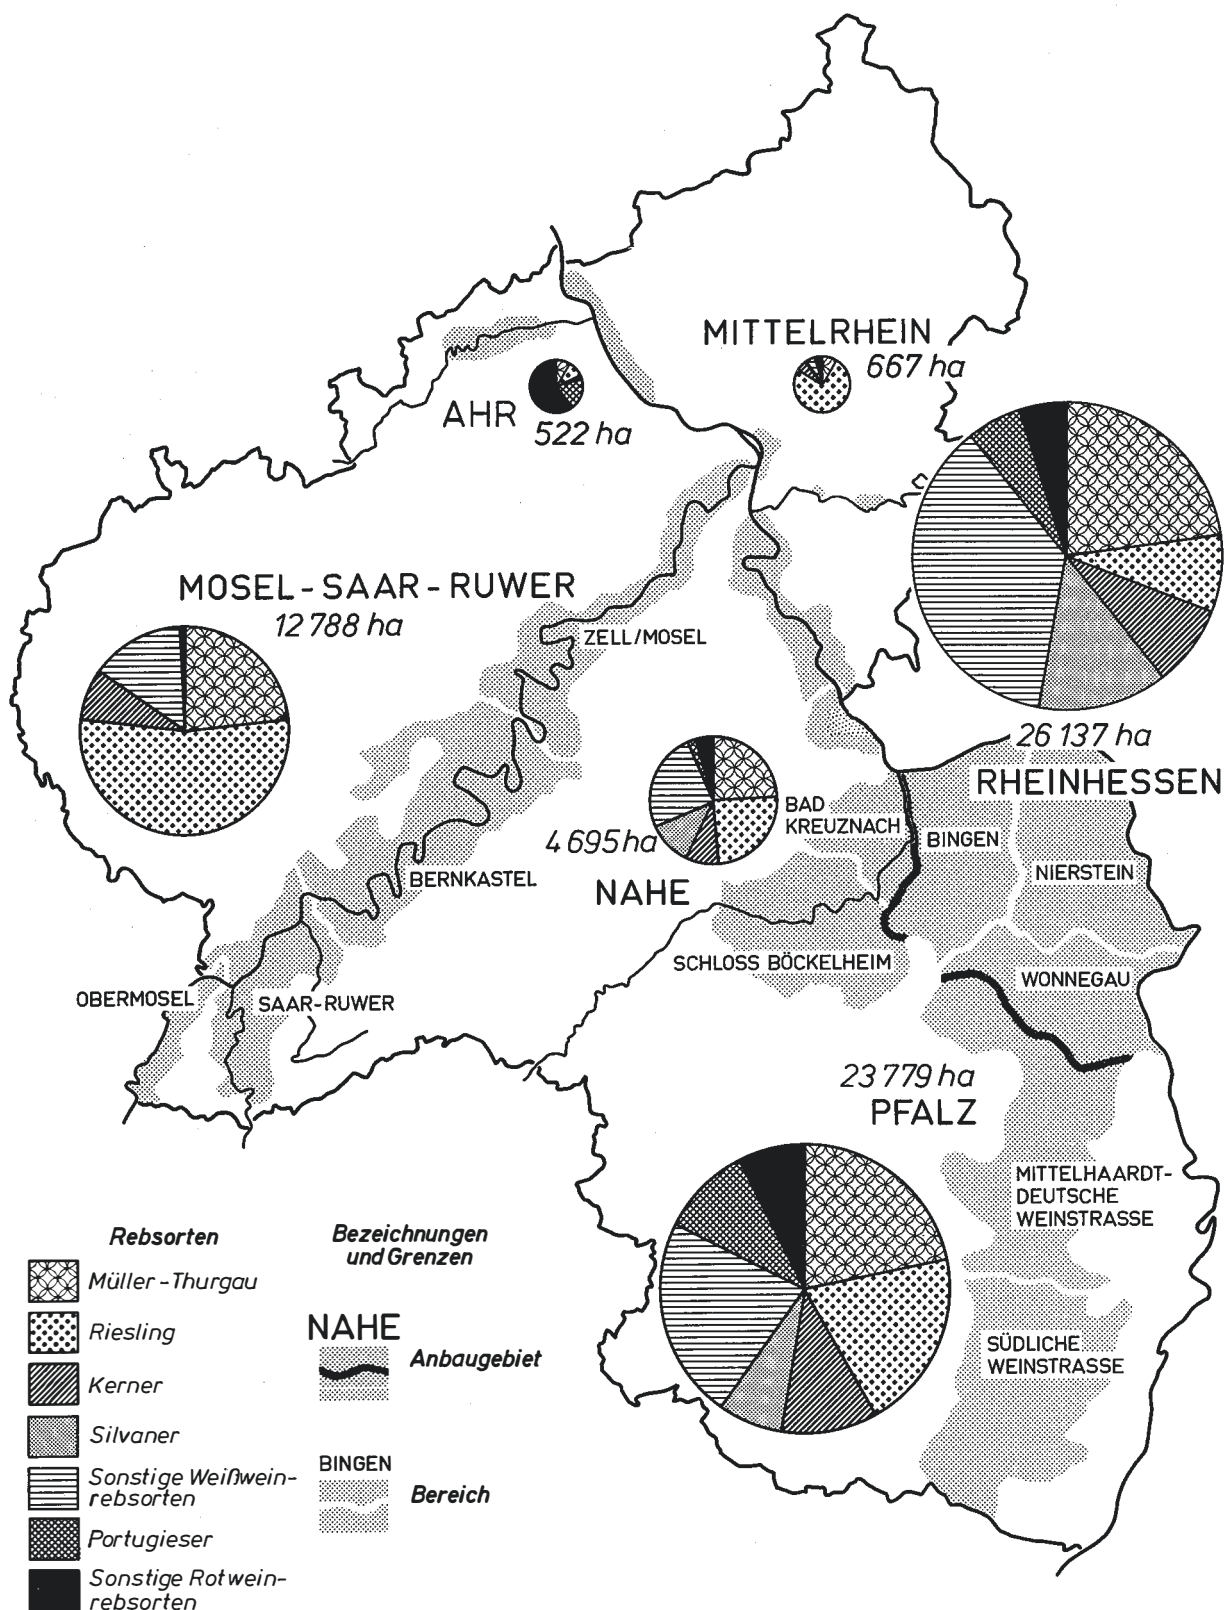 MITTELRHEIN
667 ha
AHR
522 ha
MOSEL-SAAR-RUWER
12 788 ha
ZELL/MOSEL
26 137 ha
RHEINHESSEN
BAD
KREUZNACH
4 695 ha
BINGEN
NIERSTEIN
BERNKASTEL
NAHE
SCHLOSS BÖCKELHEIM
WONNEGAU
OBERMOSEL
SAAR-RUWER
23 779 ha
PFALZ
MITTELHAARDT-
DEUTSCHE
WEINSTRASSE
SÜDLICHE
WEINSTRASSE
Rebsorten
Müller-Thurgau
Riesling
Kerner
Silvaner
Sonstige Weißwein-
rebsorten
Portugieser
Sonstige Rotwein-
rebsorten
Bezeichnungen
und Grenzen
NAHE
Anbaugebiet
BINGEN
Bereich